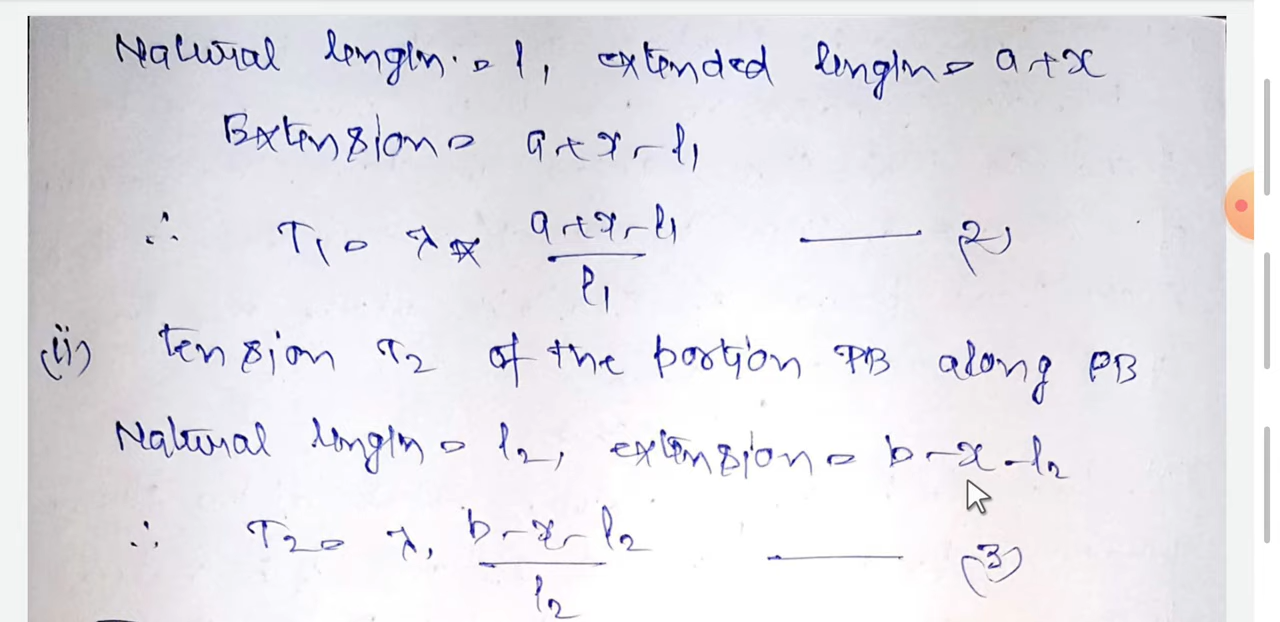 Natural length = l₁ extended length = a+x
Extension = a+x-l₁
∴ T₁ = λ × (a+x-l₁)/l₁ —— (2)
(ii) tension T₂ of the portion PB along PB
Natural length = l₂, extension = b-x-l₂
∴ T₂ = λ. (b-x-l₂)/l₂ —— (3)